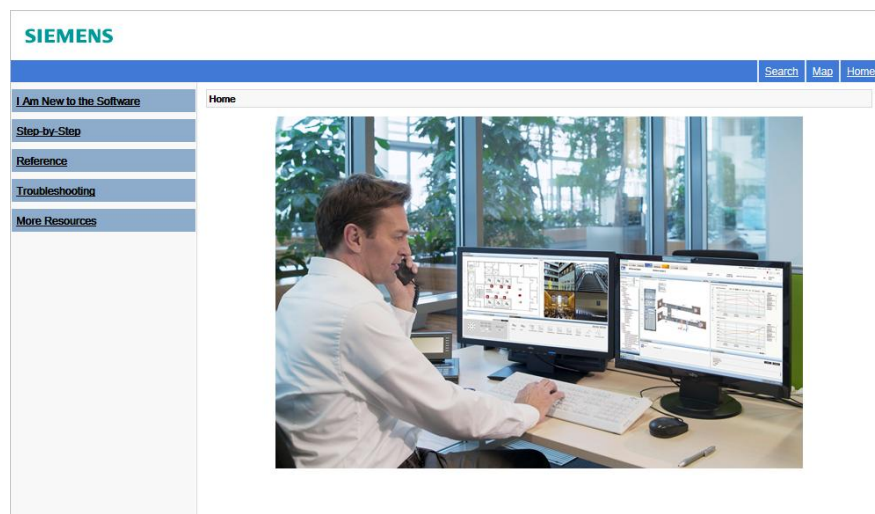 SIEMENS
Search Map Home
I Am New to the Software
Home
Step-by-Step
Reference
Troubleshooting
More Resources